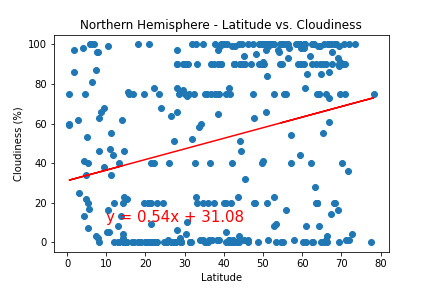 Northern Hemisphere - Latitude vs. Cloudiness
100
80
60
40
20
0
Cloudiness (%)
y = 0.54x + 31.08
0 10 20 30 40 50 60 70 80
Latitude